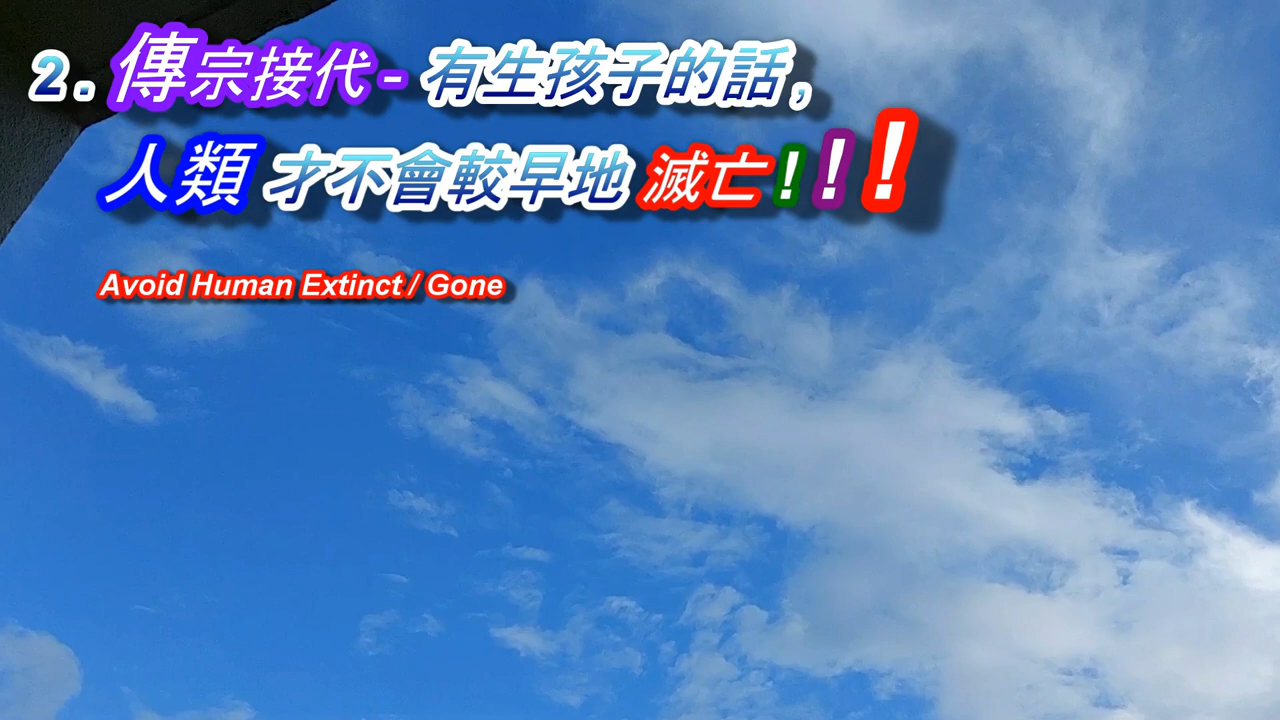 2. 傳宗接代 - 有生孩子的話,
人類 才不會較早地 滅亡!!!
Avoid Human Extinct / Gone